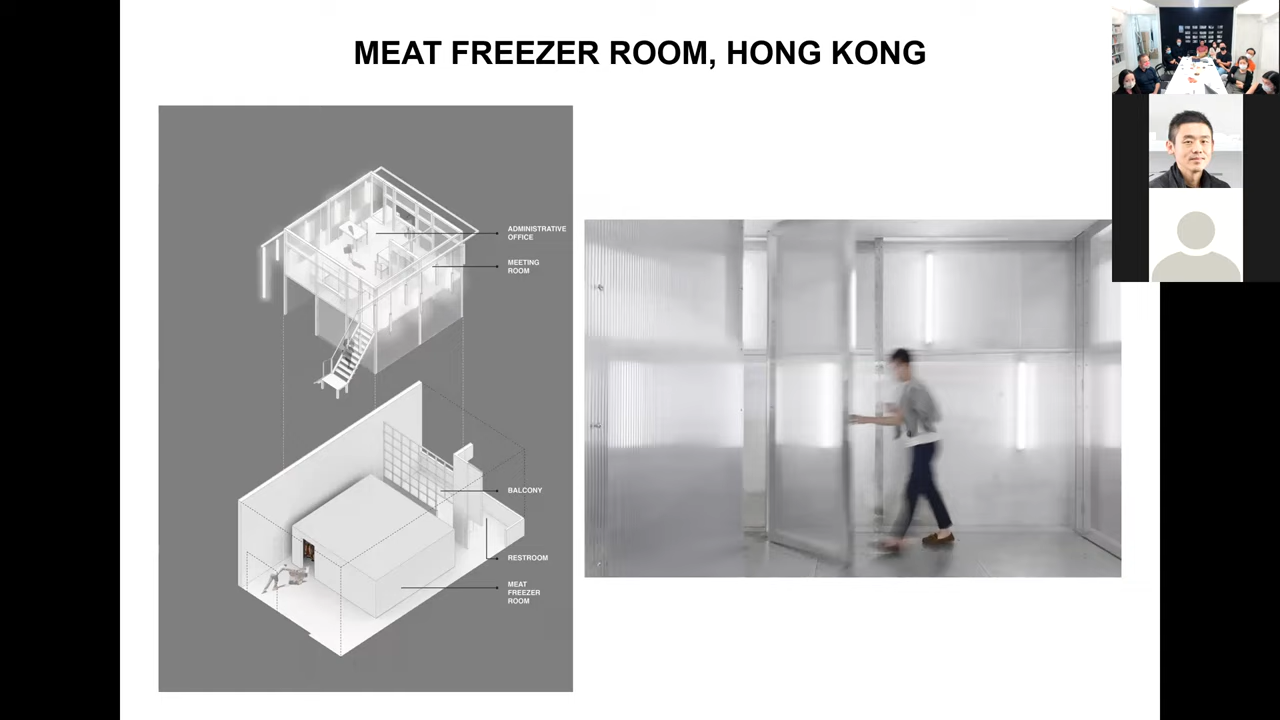 MEAT FREEZER ROOM, HONG KONG
ADMINISTRATIVE
OFFICE
MEETING
ROOM
BALCONY
RESTROOM
MEAT
FREEZER
ROOM